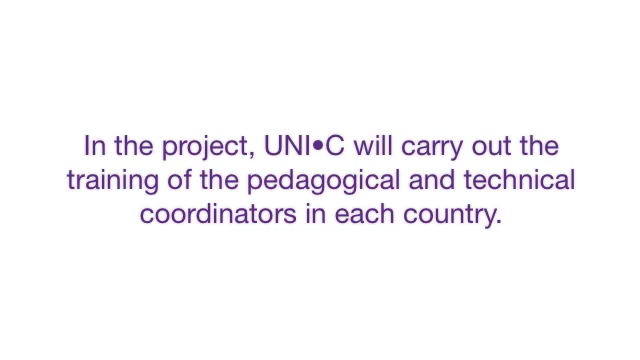 In the project, UNI•C will carry out the
training of the pedagogical and technical
coordinators in each country.